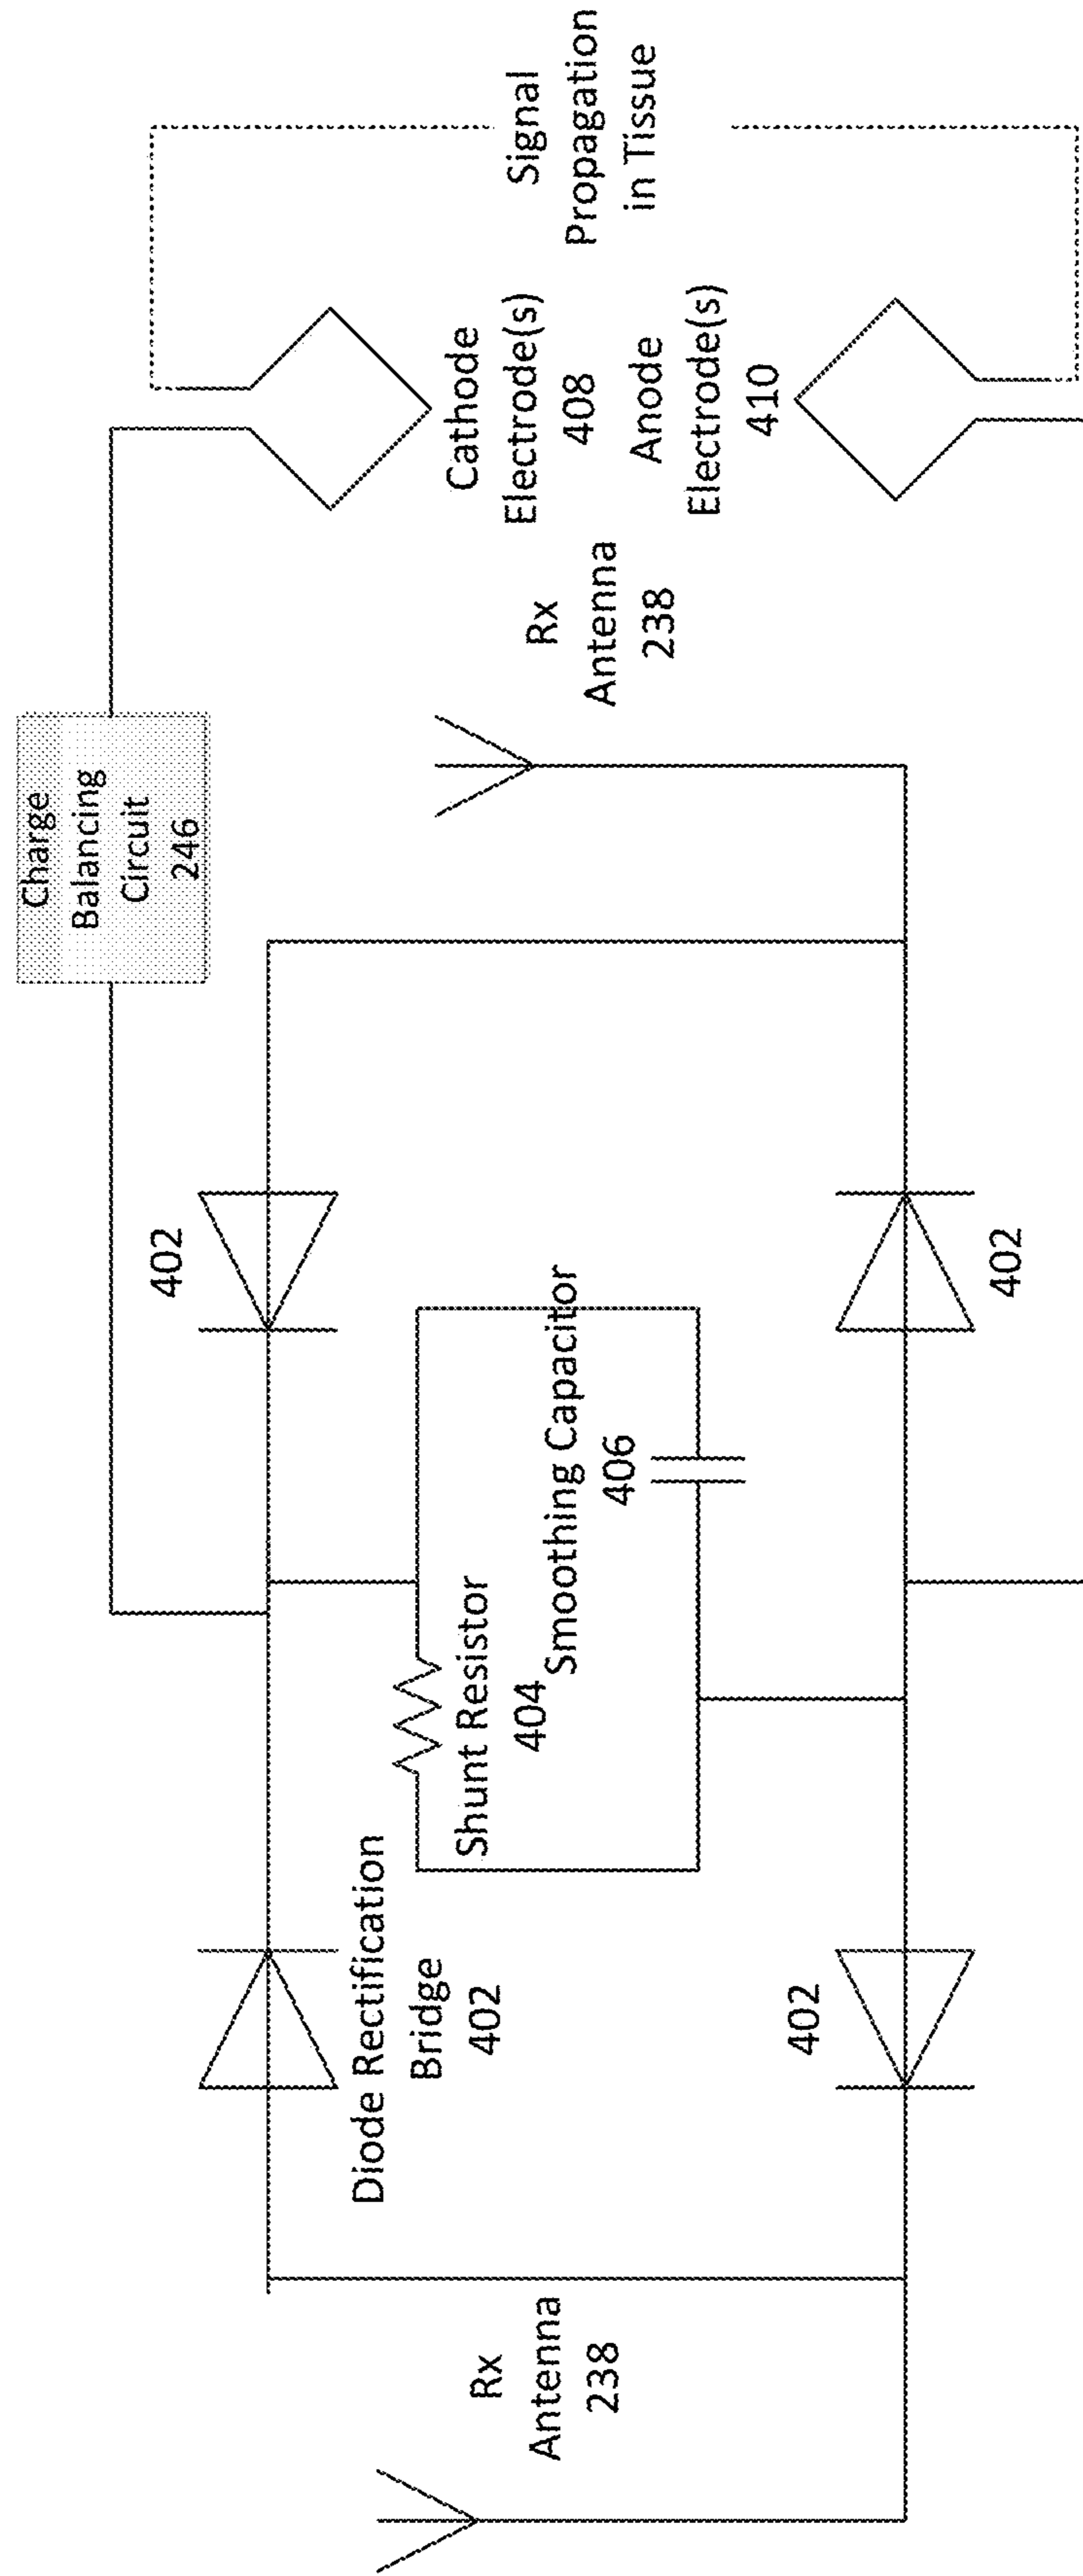 Charge
Balancing
Circuit
246
402
Diode Rectification
Bridge
402
Shunt Resistor
404
Smoothing Capacitor
406
402
402
Rx
Antenna
238
Rx
Antenna
238
Cathode
Electrode(s)
408
Anode
Electrode(s)
410
Signal
Propagation
in Tissue